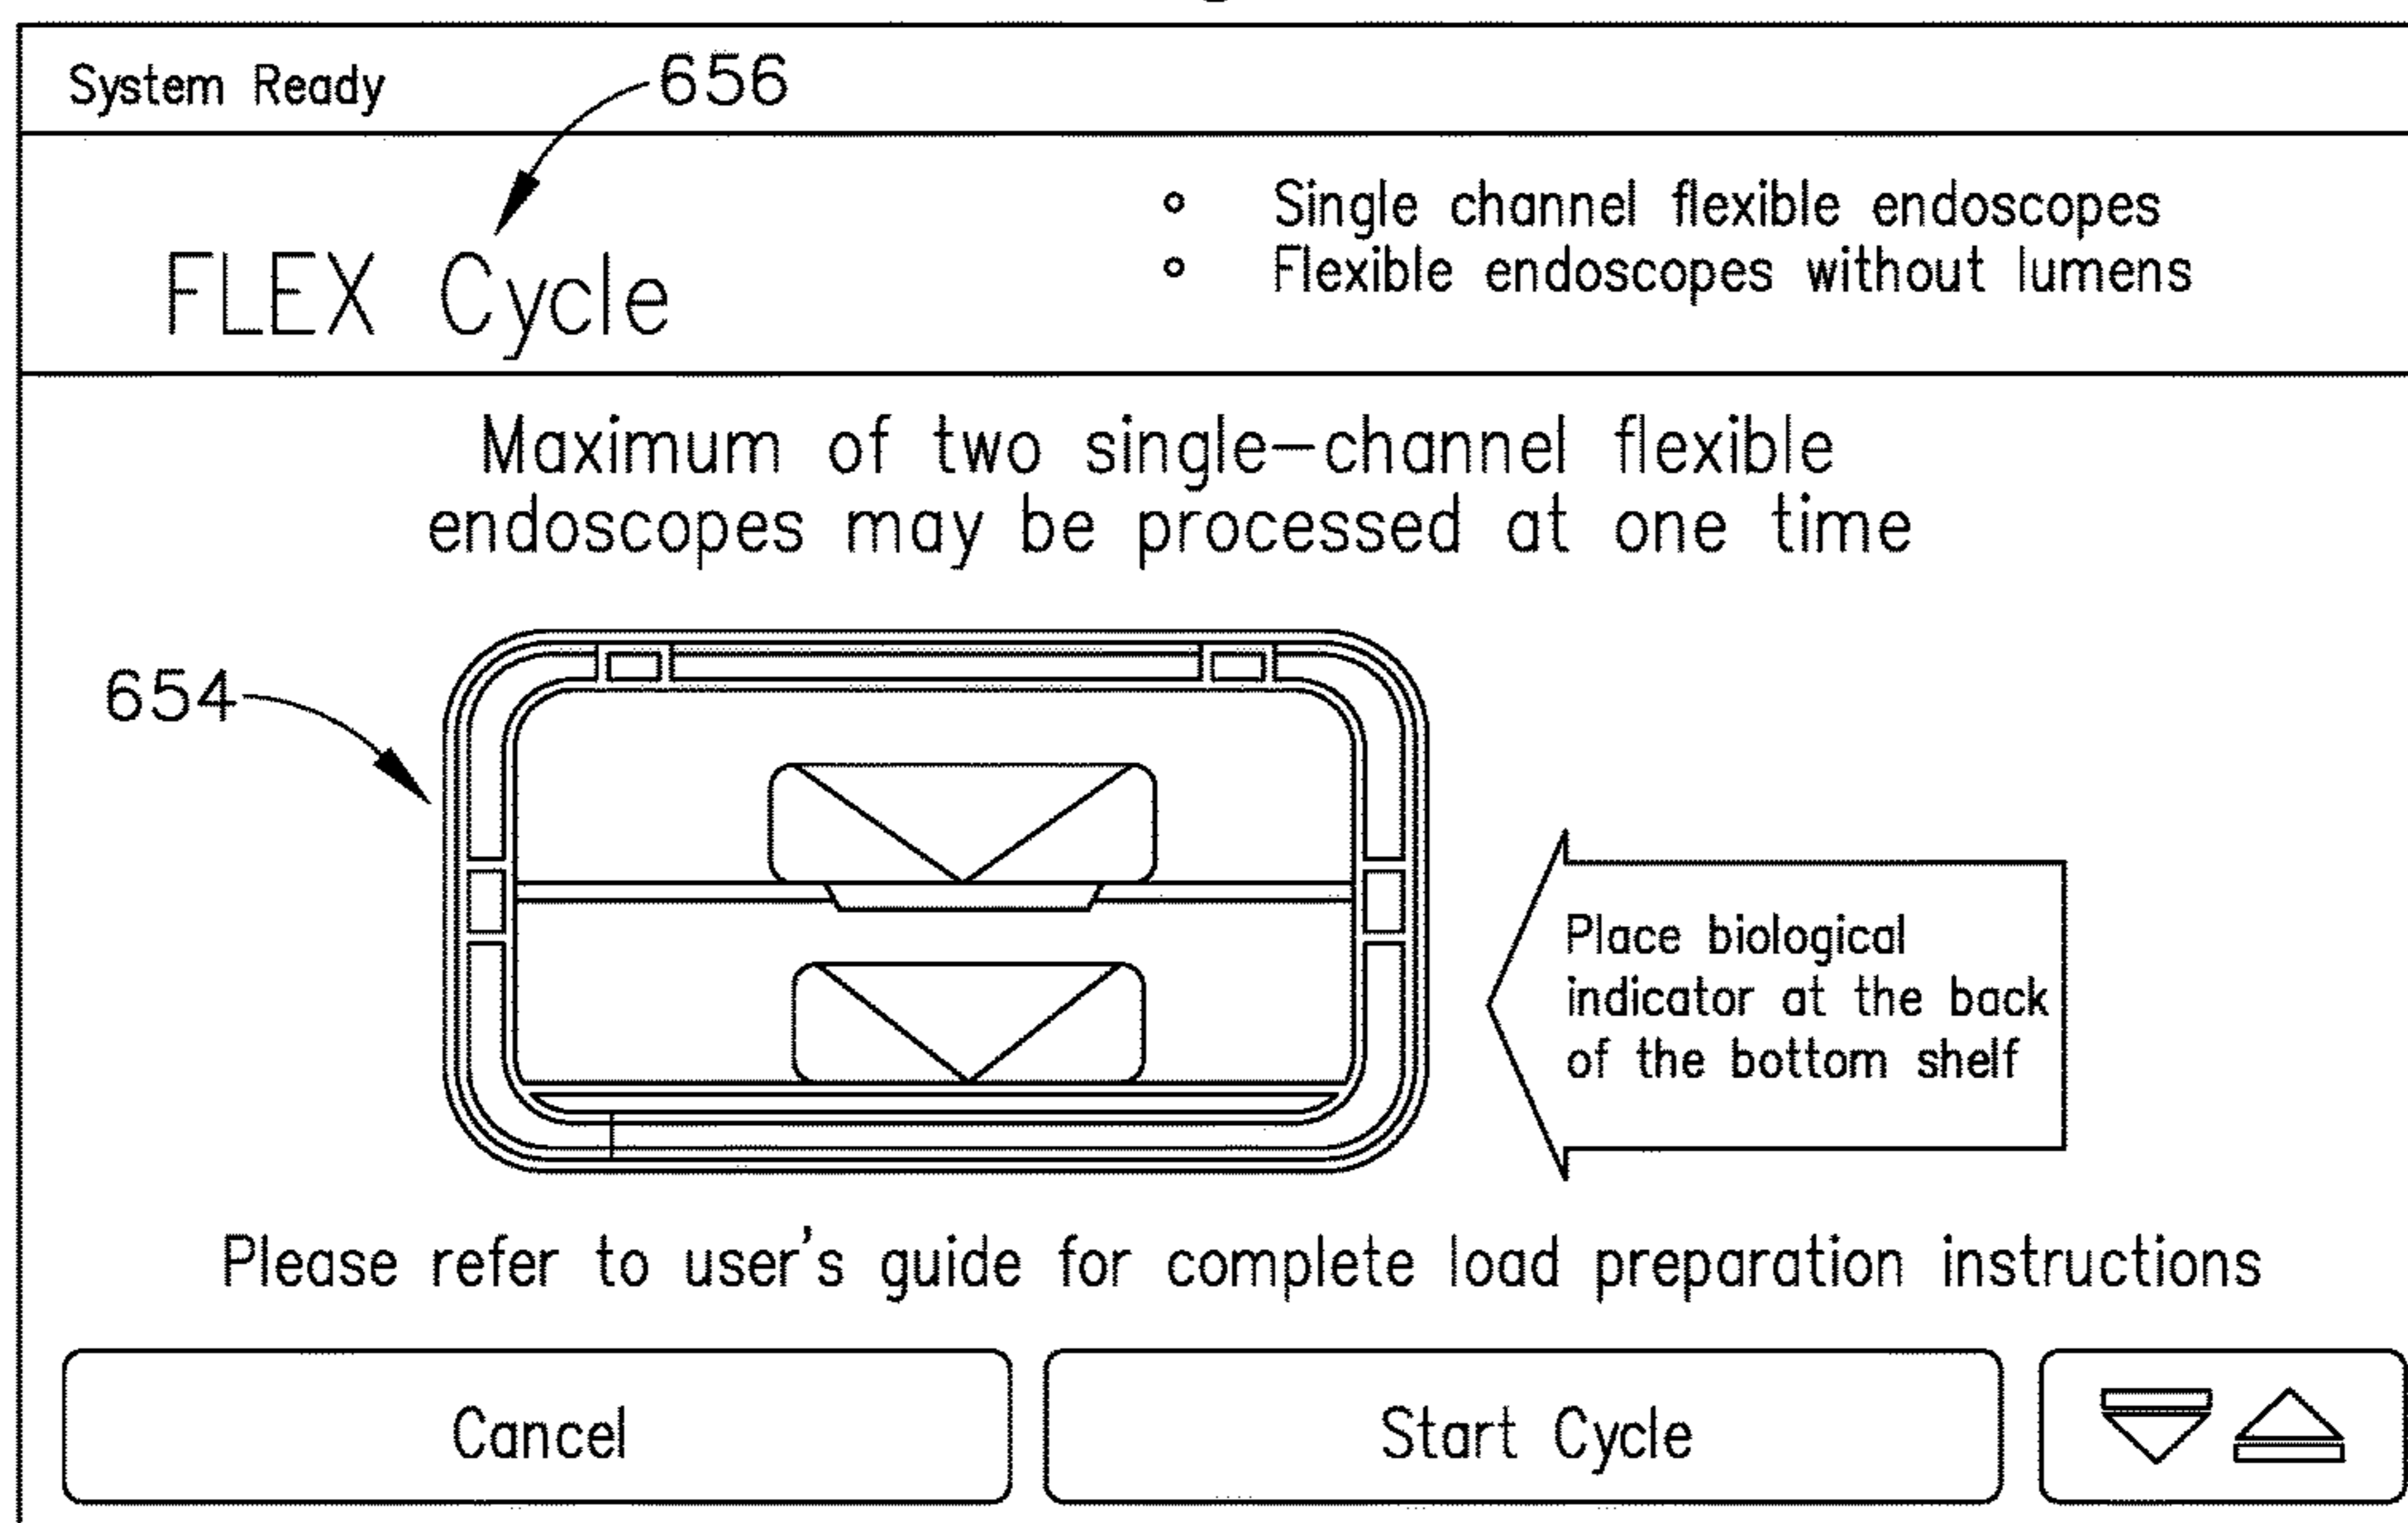 System Ready
656
FLEX Cycle
° Single channel flexible endoscopes
° Flexible endoscopes without lumens
Maximum of two single-channel flexible
endoscopes may be processed at one time
654
Place biological
indicator at the back
of the bottom shelf
Please refer to user's guide for complete load preparation instructions
Cancel
Start Cycle